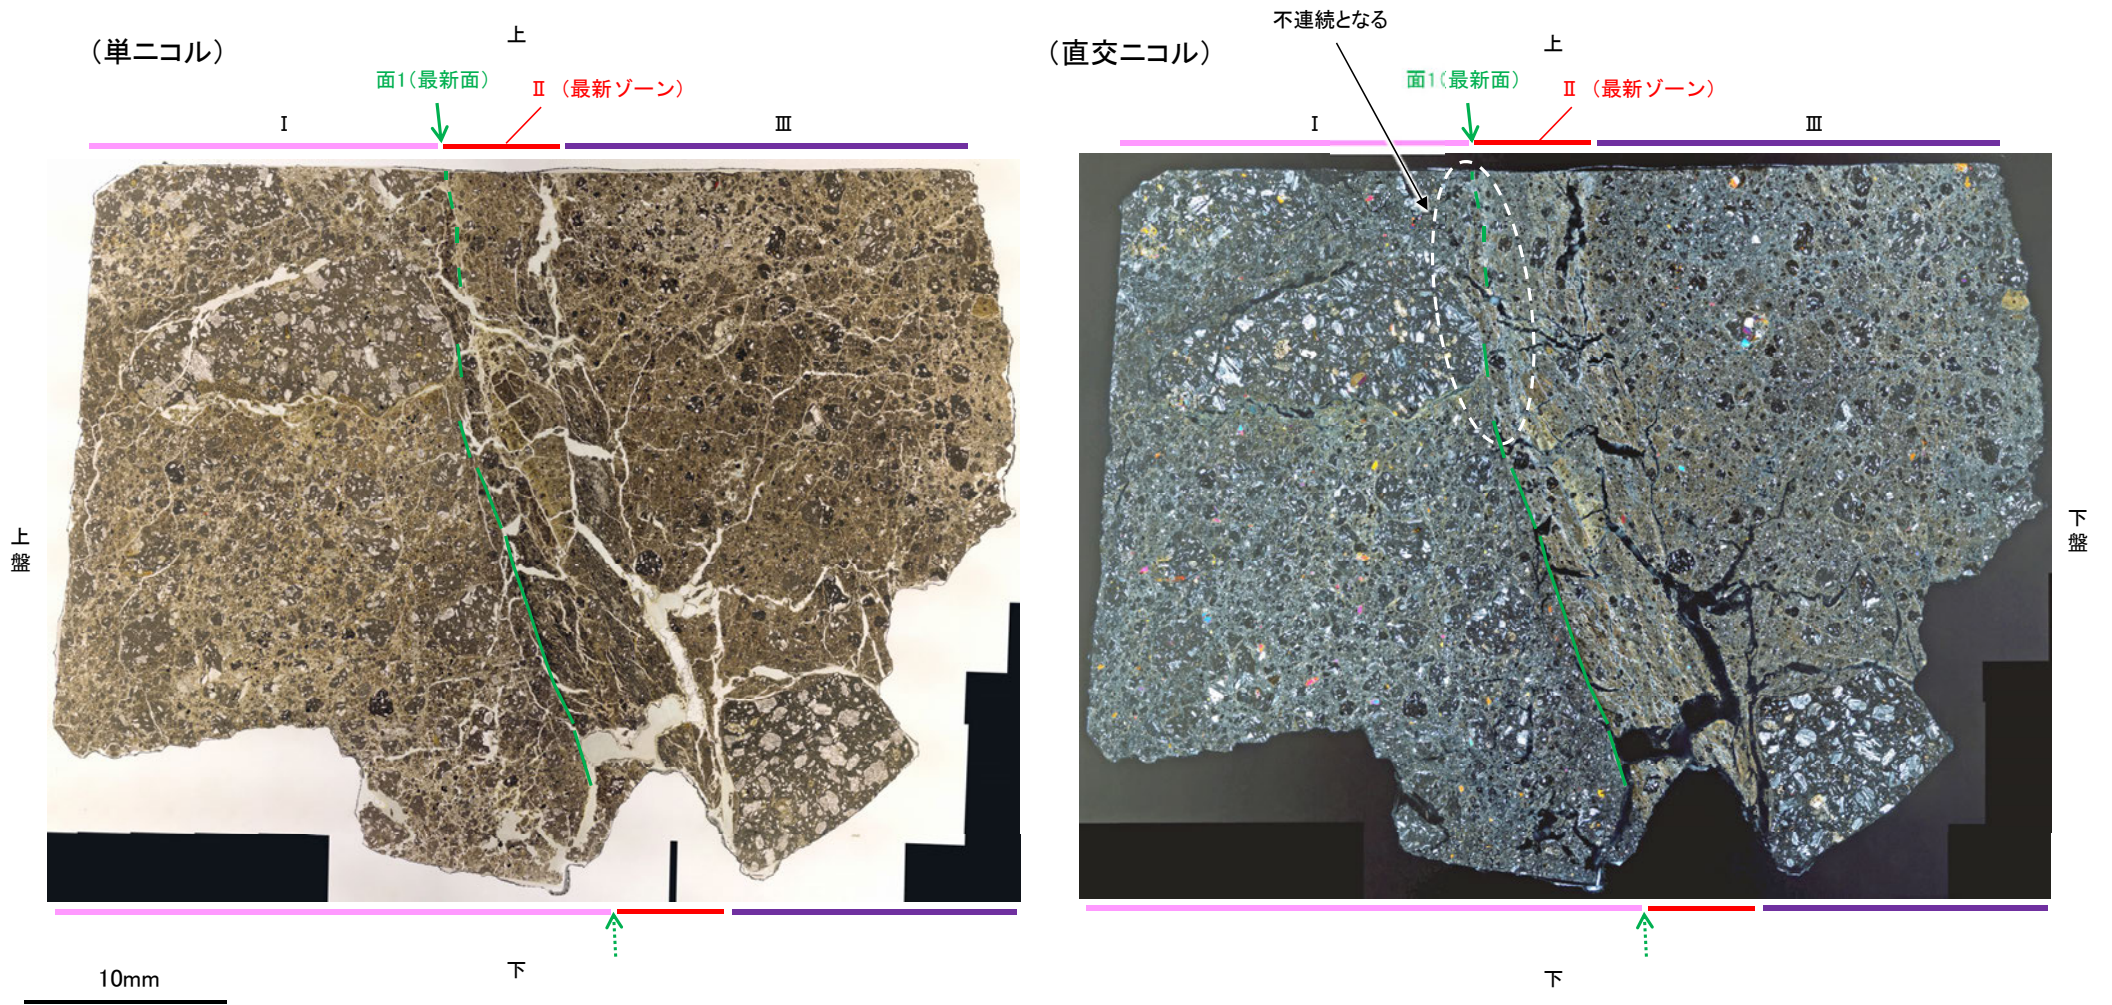 （単ニコル）
上
面1（最新面）
Ⅱ （最新ゾーン）
Ⅰ
Ⅲ
上盤
下
10mm
不連続となる
（直交ニコル）
上
面1（最新面）
Ⅱ （最新ゾーン）
Ⅰ
Ⅲ
下盤
下